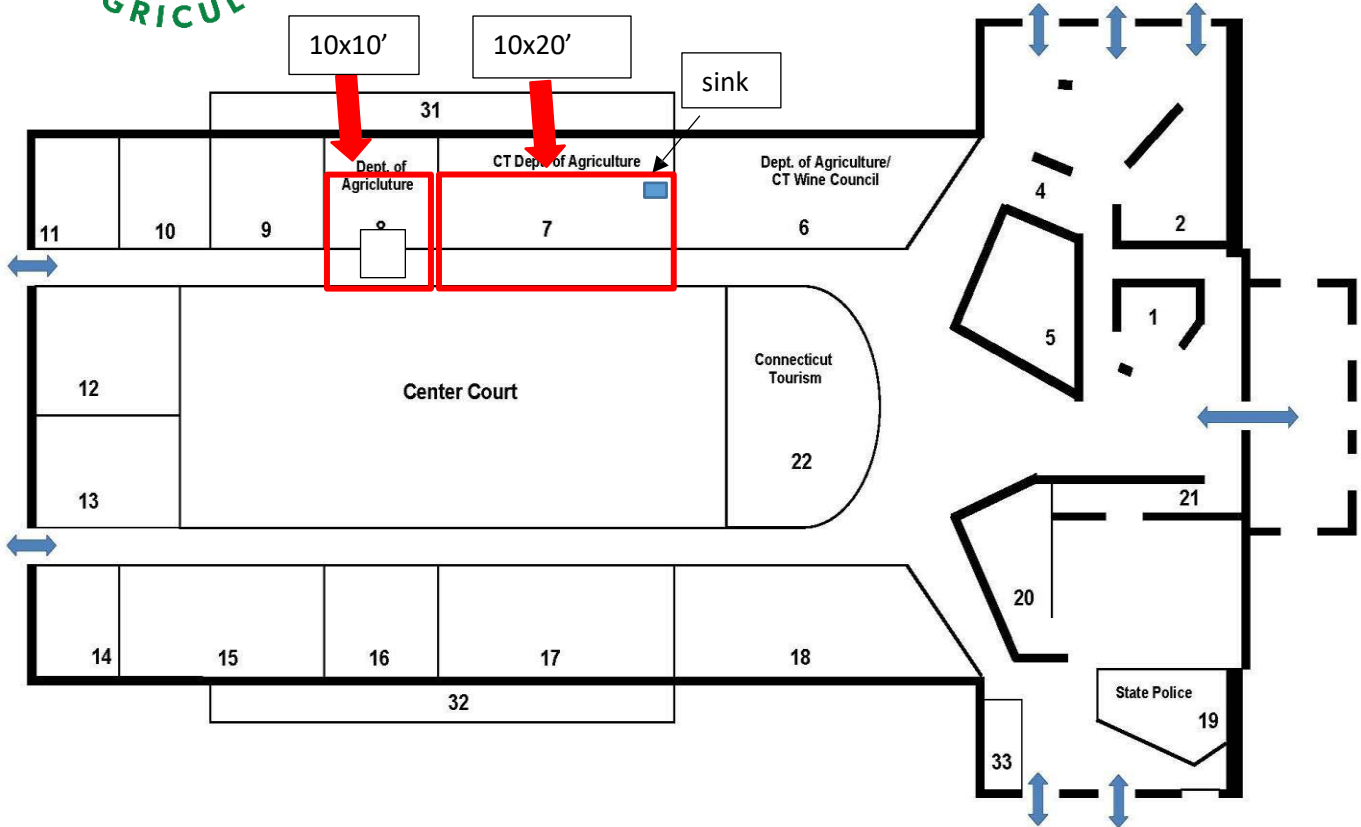 GRICUL
10x10’
10x20’
sink
31
Dept. of
Agricluture
CT Dept. of Agriculture
Dept. of Agriculture/
CT Wine Council
11
10
9
7
6
4
2
5
1
12
13
Center Court
Connecticut
Tourism
22
21
20
14
15
16
17
18
32
State Police
19
33